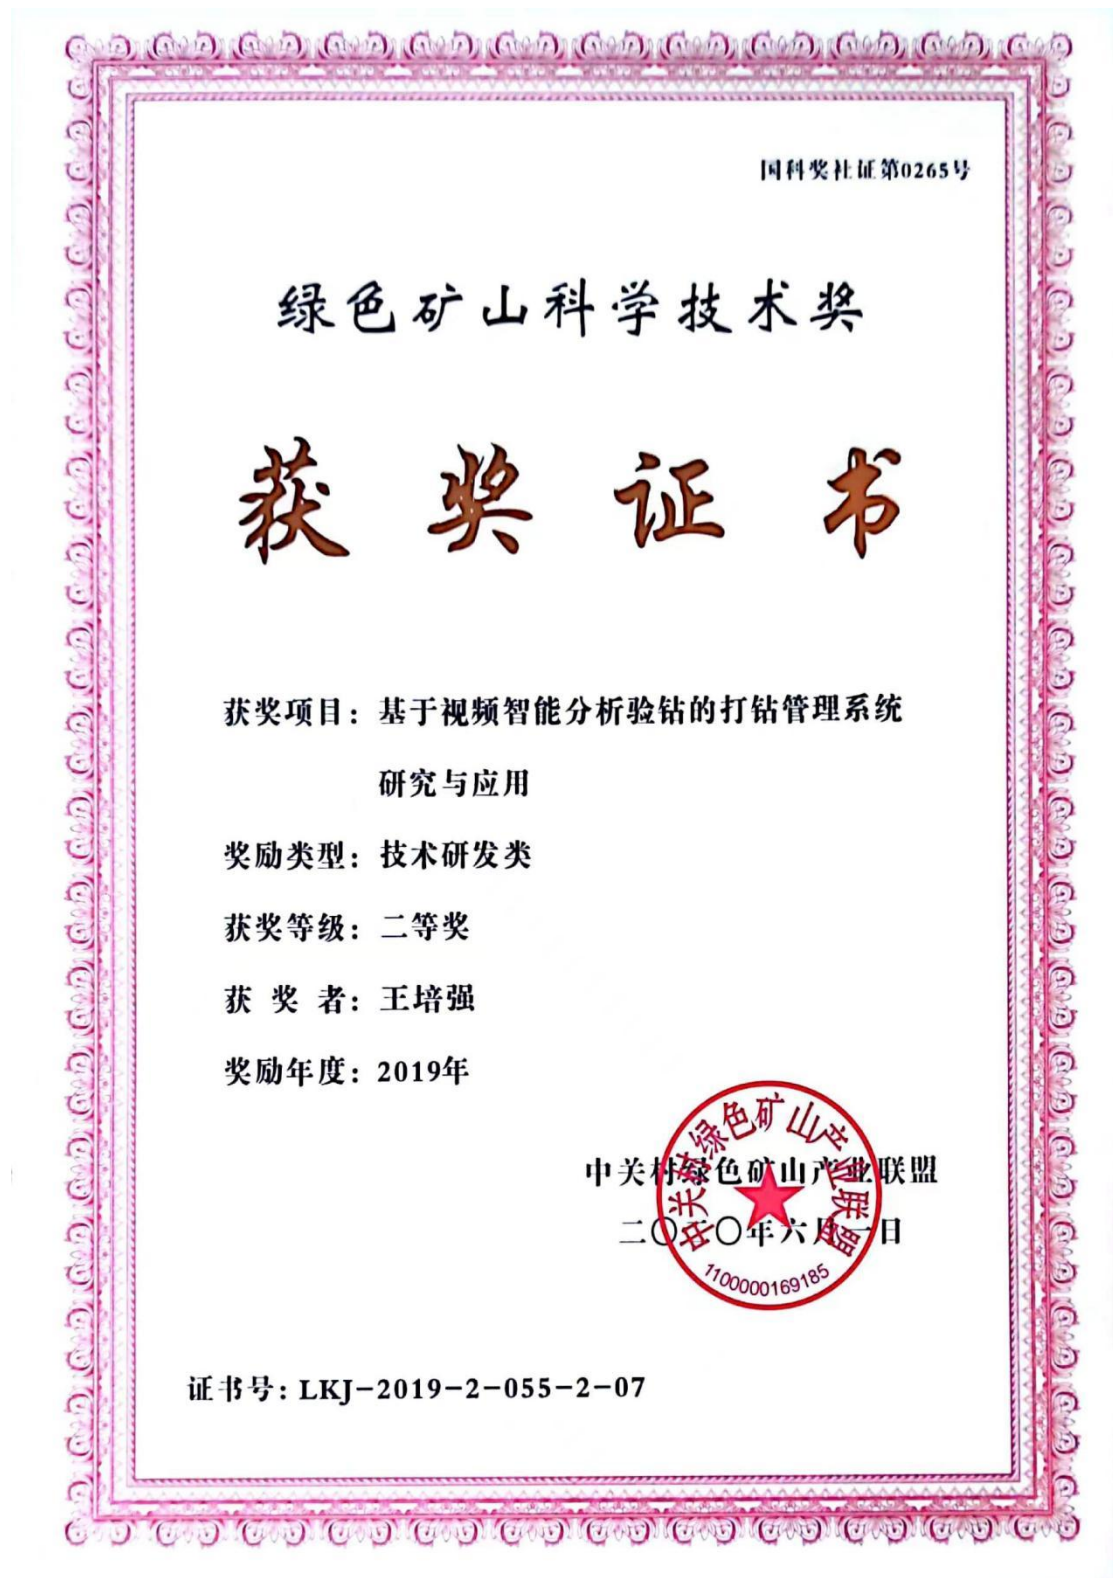 国科奖社证第0265号
绿色矿山科学技术奖
获奖证书
获奖项目：基于视频智能分析验钻的打钻管理系统
研究与应用
奖励类型：技术研发类
获奖等级：二等奖
获奖者：王培强
奖励年度：2019年
中关村绿色矿山产业联盟
二〇二〇年六月一日
中关村绿色矿山产业联盟
1100000169185
证书号：LKJ-2019-2-055-2-07